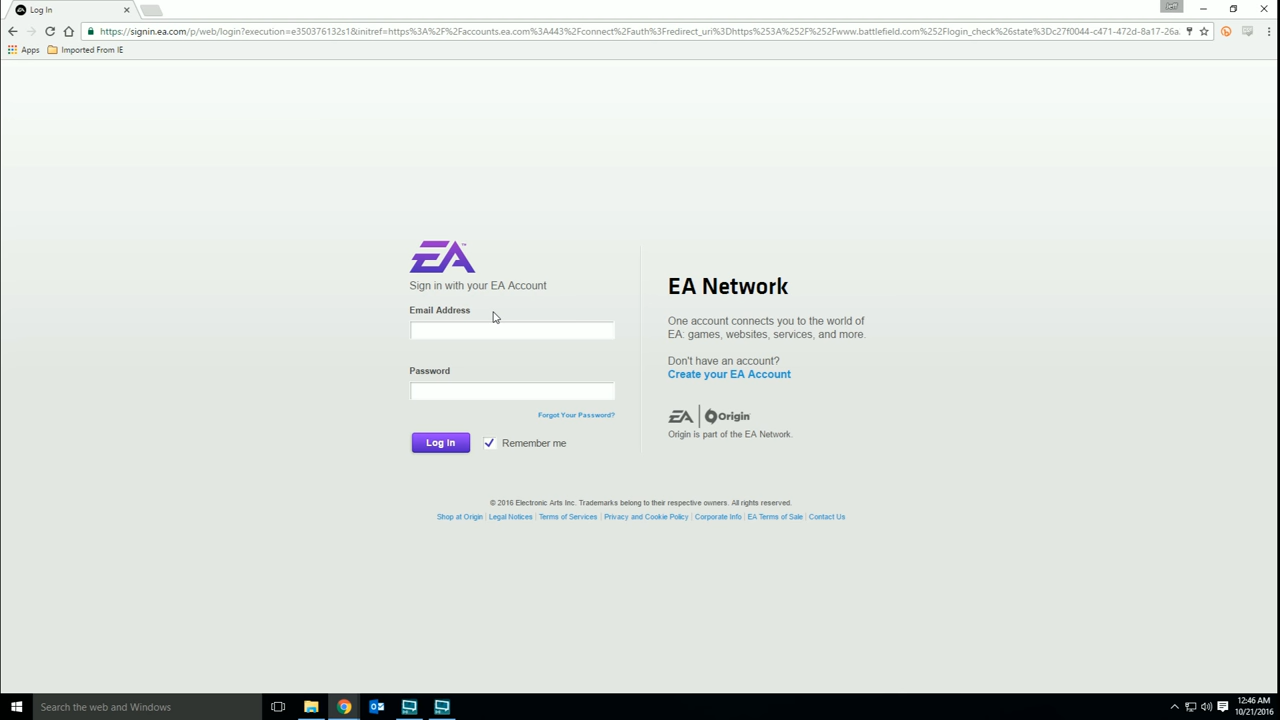 Log In
https://signin.ea.com/p/web/login?execution=e350376132s1&initref=https%3A%2F%2Faccounts.ea.com%3A443%2Fconnect%2Fauth%3Fredirect_uri%3Dhttps%253A%252F%252Fwww.battlefield.com%252Flogin_check%26state%3Dc27f0044-c471-472d-8a17-26a
Apps
Imported From IE
EA™
Sign in with your EA Account
Email Address
Password
Forgot Your Password?
Log In
Remember me
EA Network
One account connects you to the world of
EA: games, websites, services, and more.
Don't have an account?
Create your EA Account
EA | Origin
Origin is part of the EA Network.
© 2016 Electronic Arts Inc. Trademarks belong to their respective owners. All rights reserved.
Shop at Origin | Legal Notices | Terms of Services | Privacy and Cookie Policy | Corporate Info | EA Terms of Sale | Contact Us
Search the web and Windows
12:46 AM
10/21/2016